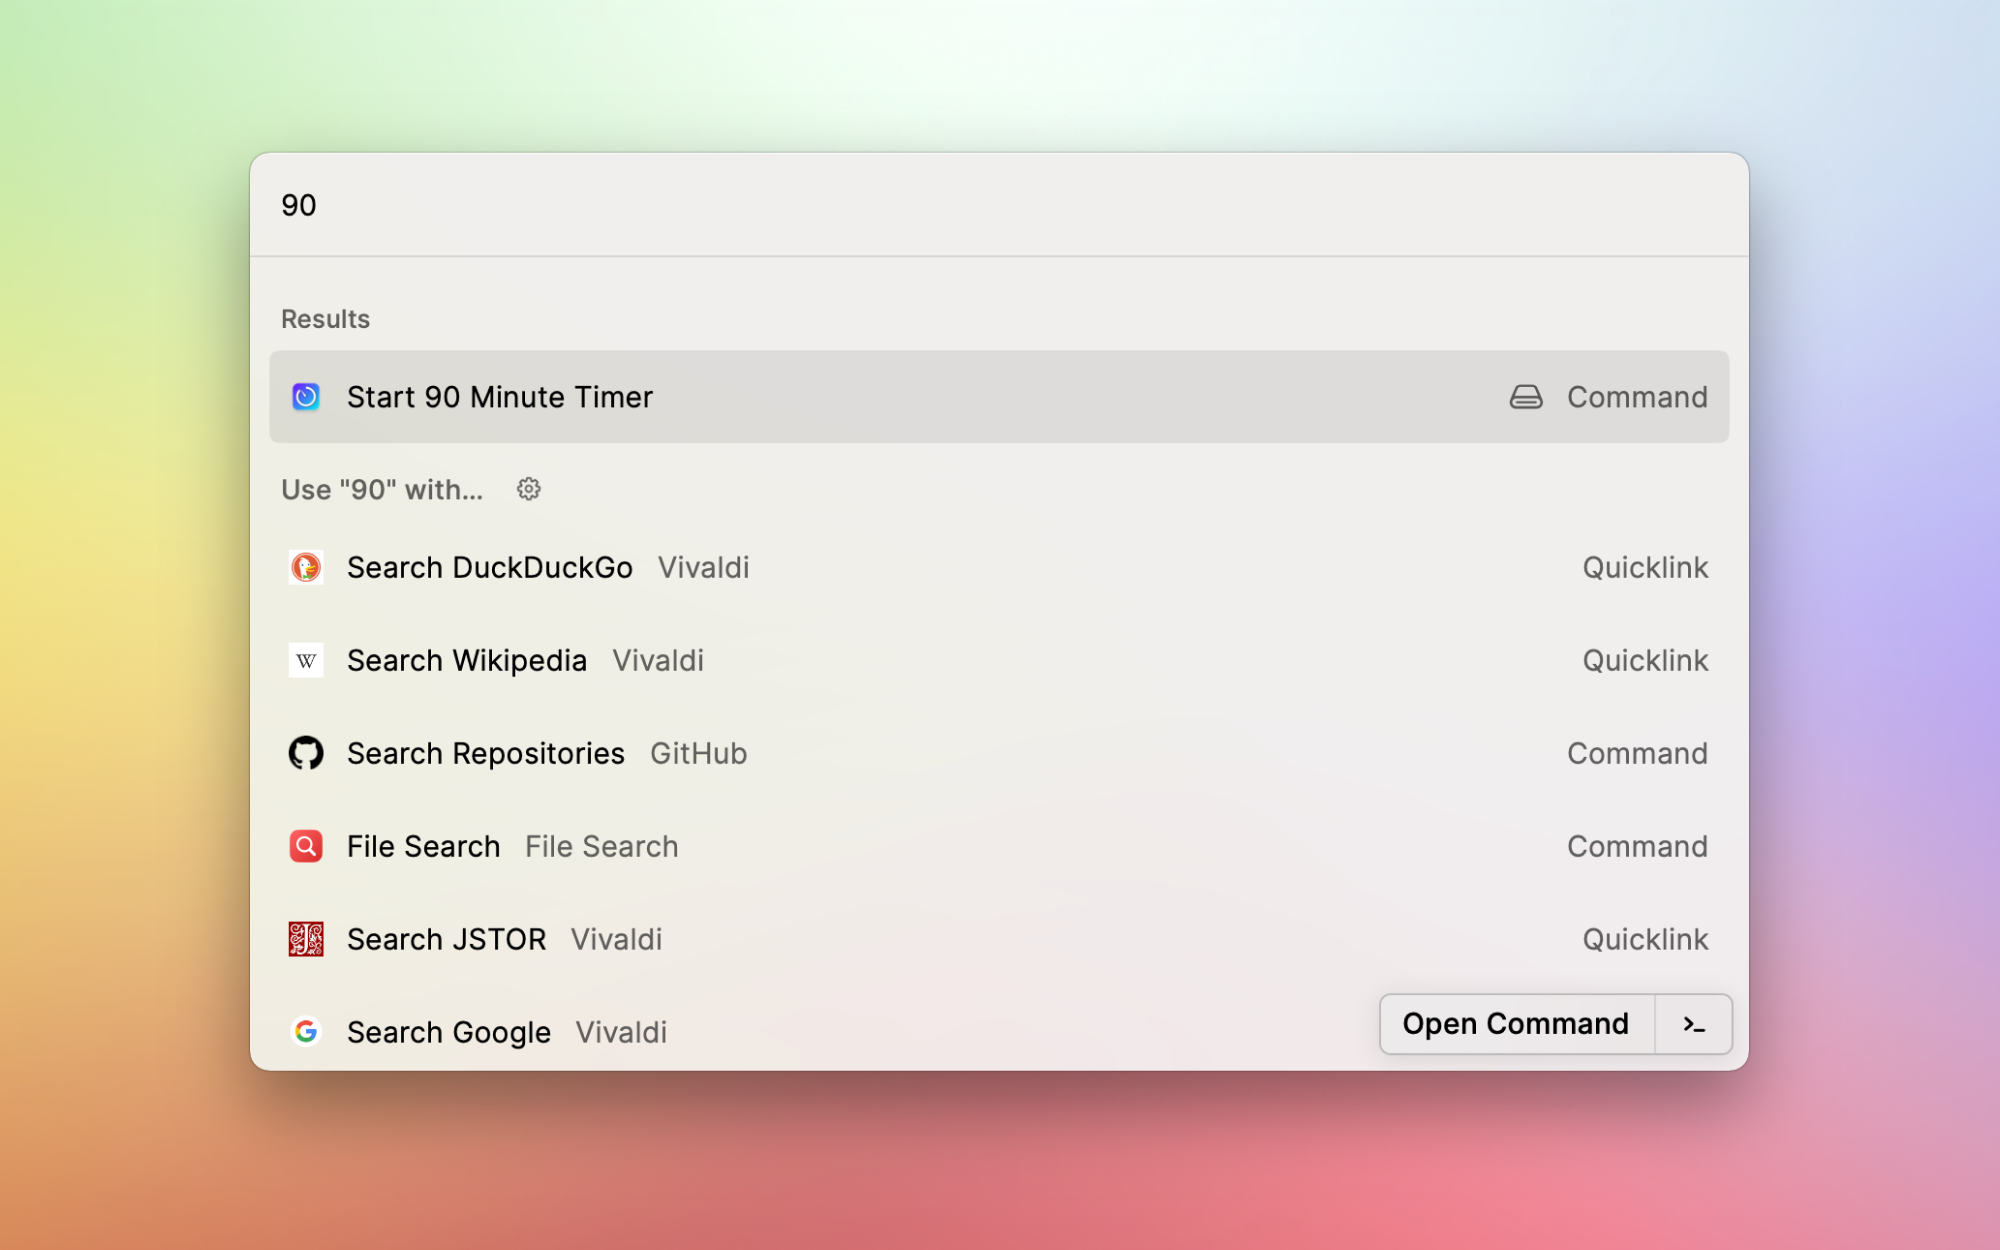 90
Results
Start 90 Minute Timer Command
Use "90" with...
Search DuckDuckGo Vivaldi Quicklink
W Search Wikipedia Vivaldi Quicklink
Search Repositories GitHub Command
File Search File Search Command
J Search JSTOR Vivaldi Quicklink
G Search Google Vivaldi
Open Command >_